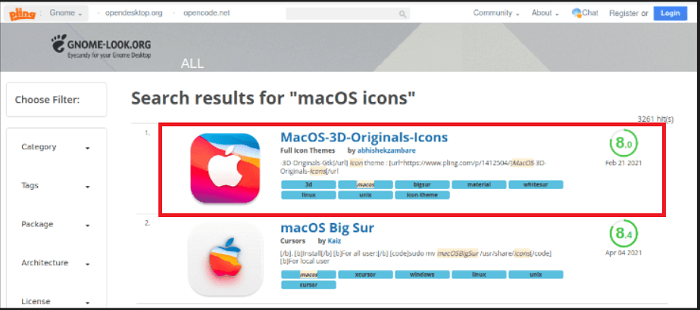 pling Gnome opendesktop.org opencode.net Community About Chat Register or Login
GNOME-LOOK.ORG
Eyecandy for your Gnome Desktop
ALL
Choose Filter:
Category
Tags
Package
Architecture
License
Search results for "macOS icons"
3261 hit(s)
1.
MacOS-3D-Originals-Icons
Full Icon Themes by abhishekzambare
-3D Originals Git[/url] icon theme : [url=https://www.pling.com/p/1412504/]MacOS-3D-
Originals-Icons[/url
3d macos bigsur material whitesur
linux unix icon-theme
8.0
Feb 21 2021
2.
macOS Big Sur
Cursors by Kaiz
[/b]. [b]Install[/b] [b]For all user:[/b] [code]sudo mv macOSBigSur /usr/share/icons[/code]
[b]For local user
macos xcursor windows linux unix
cursor
8.4
Apr 04 2021